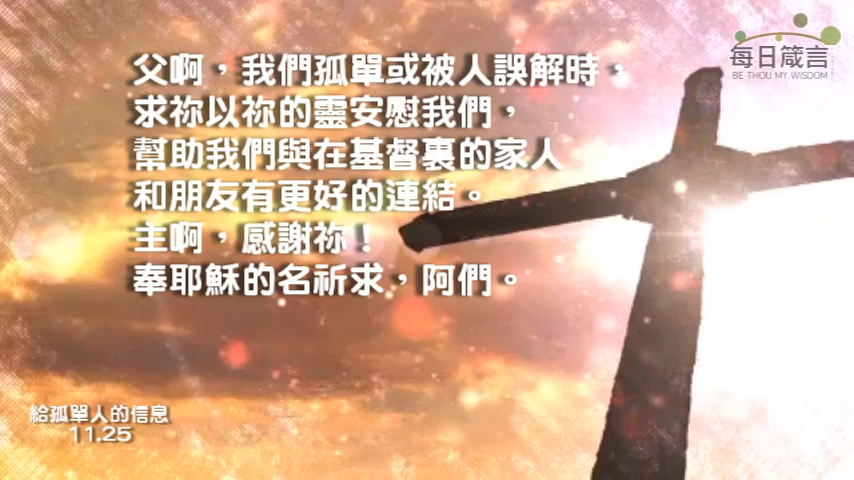 每日箴言
BE THOU MY WISDOM
父啊，我們孤單或被人誤解時，
求祢以祢的靈安慰我們，
幫助我們與在基督裏的家人
和朋友有更好的連結。
主啊，感謝祢！
奉耶穌的名祈求，阿們。
給孤單人的信息
11.25